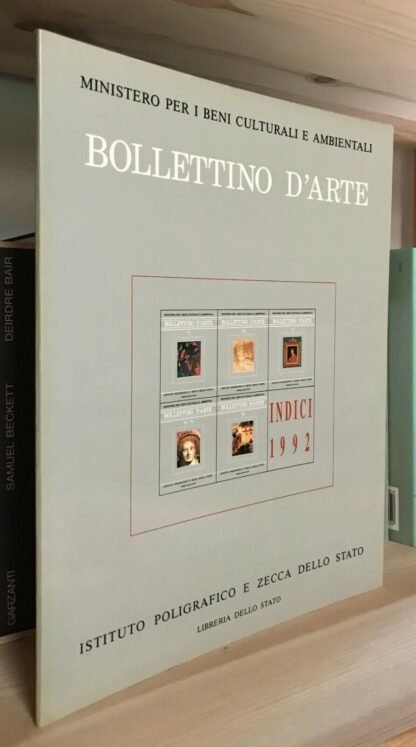 MINISTERO PER I BENI CULTURALI E AMBIENTALI
BOLLETTINO D'ARTE
BOLLETTINO D'ARTE
BOLLETTINO D'ARTE
BOLLETTINO D'ARTE
BOLLETTINO D'ARTE
BOLLETTINO D'ARTE
INDICI
1992
ISTITUTO POLIGRAFICO E ZECCA DELLO STATO
LIBRERIA DELLO STATO
GARZANTI SAMUEL BECKETT DEIRDRE BAIR